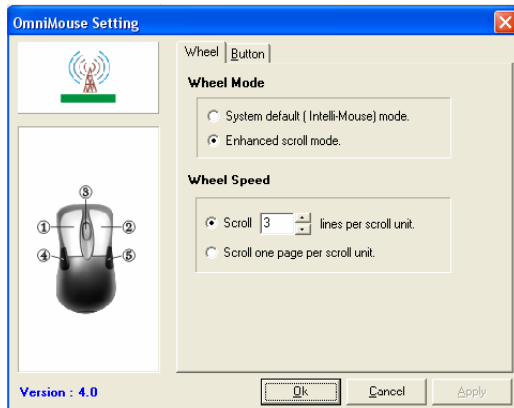 OmniMouse Setting
Wheel Button
Wheel Mode
System default ( Intelli-Mouse) mode.
Enhanced scroll mode.
Wheel Speed
Scroll 3 lines per scroll unit.
Scroll one page per scroll unit.
③
① ②
④ ⑤
Version : 4.0
Ok Cancel Apply